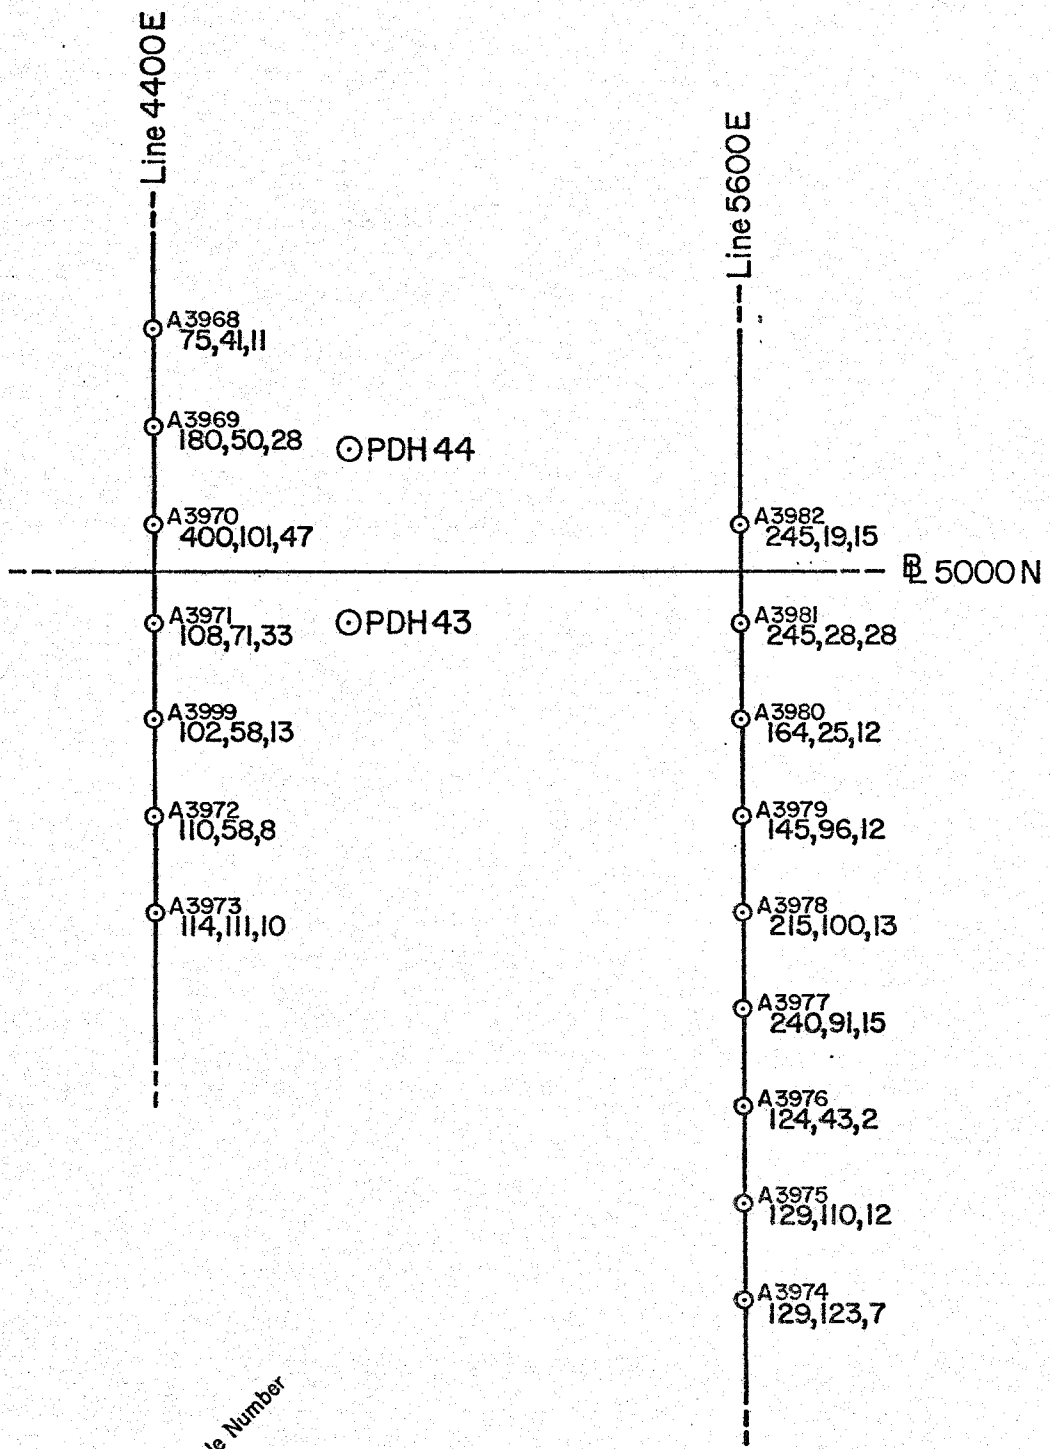 Line 4400E
Line 5600E
A3968
75,41,11
A3969
180,50,28
PDH 44
A3970
400,101,47
A3982
245,19,15
BL 5000N
A3971
108,71,33
PDH 43
A3981
245,28,28
A3999
102,58,13
A3980
164,25,12
A3972
110,58,8
A3979
145,96,12
A3973
114,111,10
A3978
215,100,13
A3977
240,91,15
A3976
124,43,2
A3975
129,110,12
A3974
129,123,7
le Number